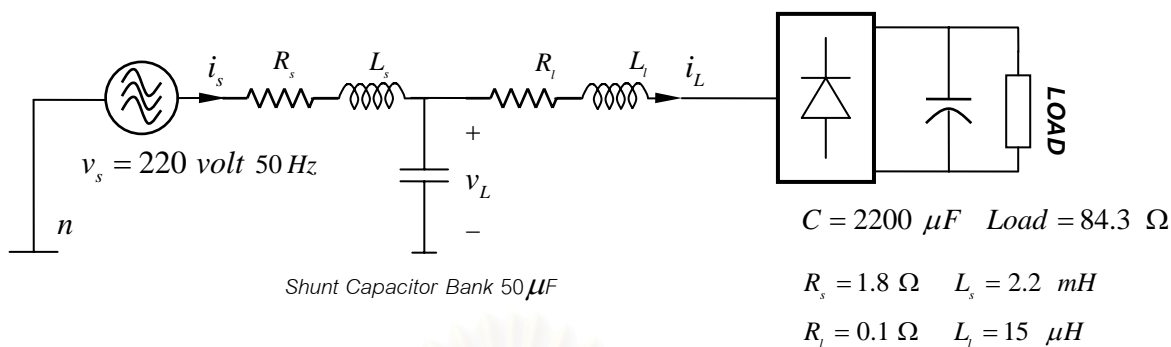 i_s R_s L_s R_l L_l i_L
v_s = 220 volt 50 Hz
n
+
v_L
−
LOAD
Shunt Capacitor Bank 50 μF
C = 2200 μF Load = 84.3 Ω
R_s = 1.8 Ω L_s = 2.2 mH
R_l = 0.1 Ω L_l = 15 μH